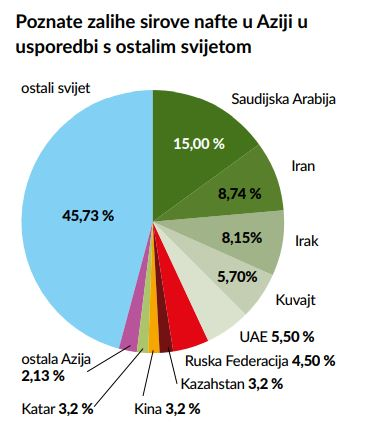 Poznate zalihe sirove nafte u Aziji u
usporedbi s ostalim svijetom
ostali svijet
Saudijska Arabija
15,00 %
Iran
8,74 %
45,73 %
8,15%
Irak
5,70%
Kuvajt
UAE 5,50 %
ostala Azija
2,13 %
Ruska Federacija 4,50 %
Kazahstan 3,2 %
Katar 3,2 %
Kina 3,2 %